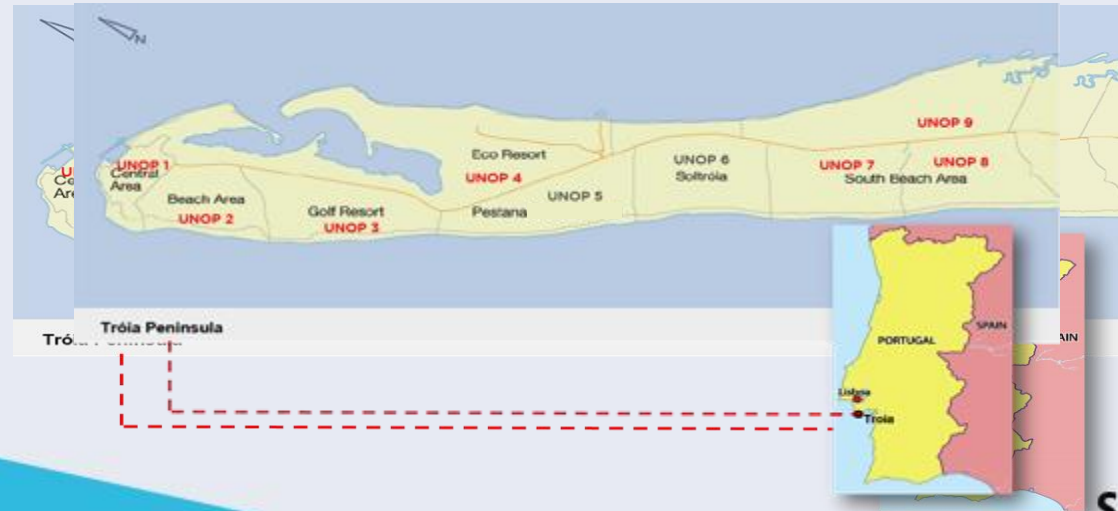 N
UNOP 9
Eco Resort
UNOP 6
Soltróia
UNOP 1
Central
Area
UNOP 7
UNOP 8
South Beach Area
UNOP 4
Beach Area
UNOP 2
UNOP 5
Golf Resort
UNOP 3
Pestana
Tróia Peninsula
SPAIN
PORTUGAL
Lisboa
Troia